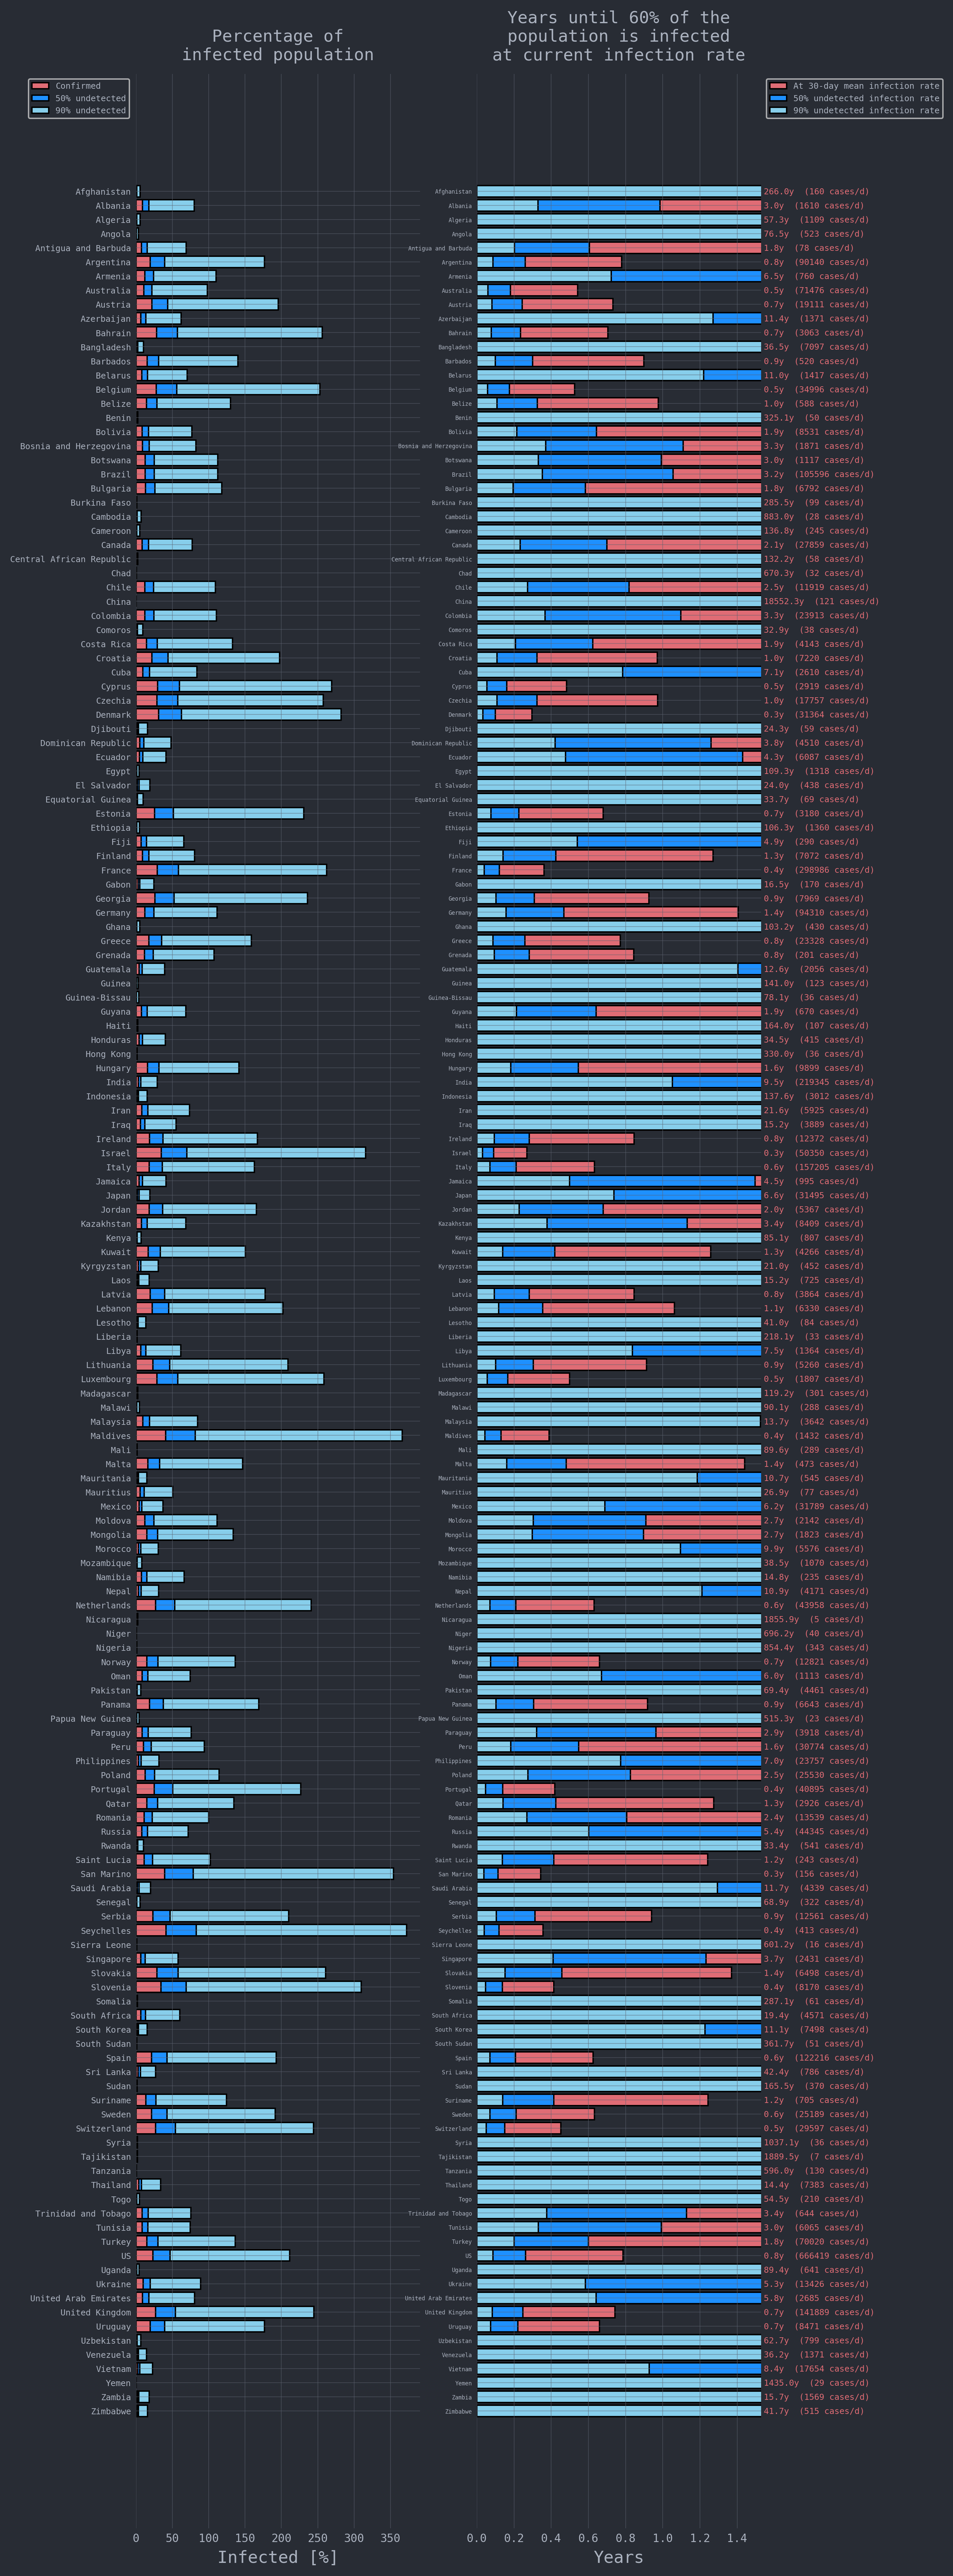 Percentage of
infected population
Years until 60% of the
population is infected
at current infection rate
Confirmed
50% undetected
90% undetected
At 30-day mean infection rate
50% undetected infection rate
90% undetected infection rate
Afghanistan Afghanistan 266.0y (160 cases/d)
Albania Albania 3.0y (1610 cases/d)
Algeria Algeria 57.3y (1109 cases/d)
Angola Angola 76.5y (523 cases/d)
Antigua and Barbuda Antigua and Barbuda 1.8y (78 cases/d)
Argentina Argentina 0.8y (90140 cases/d)
Armenia Armenia 6.5y (760 cases/d)
Australia Australia 0.5y (71476 cases/d)
Austria Austria 0.7y (19111 cases/d)
Azerbaijan Azerbaijan 11.4y (1371 cases/d)
Bahrain Bahrain 0.7y (3063 cases/d)
Bangladesh Bangladesh 36.5y (7097 cases/d)
Barbados Barbados 0.9y (520 cases/d)
Belarus Belarus 11.0y (1417 cases/d)
Belgium Belgium 0.5y (34996 cases/d)
Belize Belize 1.0y (588 cases/d)
Benin Benin 325.1y (50 cases/d)
Bolivia Bolivia 1.9y (8531 cases/d)
Bosnia and Herzegovina Bosnia and Herzegovina 3.3y (1871 cases/d)
Botswana Botswana 3.0y (1117 cases/d)
Brazil Brazil 3.2y (105596 cases/d)
Bulgaria Bulgaria 1.8y (6792 cases/d)
Burkina Faso Burkina Faso 285.5y (99 cases/d)
Cambodia Cambodia 883.0y (28 cases/d)
Cameroon Cameroon 136.8y (245 cases/d)
Canada Canada 2.1y (27859 cases/d)
Central African Republic Central African Republic 132.2y (58 cases/d)
Chad Chad 670.3y (32 cases/d)
Chile Chile 2.5y (11919 cases/d)
China China 18552.3y (121 cases/d)
Colombia Colombia 3.3y (23913 cases/d)
Comoros Comoros 32.9y (38 cases/d)
Costa Rica Costa Rica 1.9y (4143 cases/d)
Croatia Croatia 1.0y (7220 cases/d)
Cuba Cuba 7.1y (2610 cases/d)
Cyprus Cyprus 0.5y (2919 cases/d)
Czechia Czechia 1.0y (17757 cases/d)
Denmark Denmark 0.3y (31364 cases/d)
Djibouti Djibouti 24.3y (59 cases/d)
Dominican Republic Dominican Republic 3.8y (4510 cases/d)
Ecuador Ecuador 4.3y (6087 cases/d)
Egypt Egypt 109.3y (1318 cases/d)
El Salvador El Salvador 24.0y (438 cases/d)
Equatorial Guinea Equatorial Guinea 33.7y (69 cases/d)
Estonia Estonia 0.7y (3180 cases/d)
Ethiopia Ethiopia 106.3y (1360 cases/d)
Fiji Fiji 4.9y (290 cases/d)
Finland Finland 1.3y (7072 cases/d)
France France 0.4y (298986 cases/d)
Gabon Gabon 16.5y (170 cases/d)
Georgia Georgia 0.9y (7969 cases/d)
Germany Germany 1.4y (94310 cases/d)
Ghana Ghana 103.2y (430 cases/d)
Greece Greece 0.8y (23328 cases/d)
Grenada Grenada 0.8y (201 cases/d)
Guatemala Guatemala 12.6y (2056 cases/d)
Guinea Guinea 141.0y (123 cases/d)
Guinea-Bissau Guinea-Bissau 78.1y (36 cases/d)
Guyana Guyana 1.9y (670 cases/d)
Haiti Haiti 164.0y (107 cases/d)
Honduras Honduras 34.5y (415 cases/d)
Hong Kong Hong Kong 330.0y (36 cases/d)
Hungary Hungary 1.6y (9899 cases/d)
India India 9.5y (219345 cases/d)
Indonesia Indonesia 137.6y (3012 cases/d)
Iran Iran 21.6y (5925 cases/d)
Iraq Iraq 15.2y (3889 cases/d)
Ireland Ireland 0.8y (12372 cases/d)
Israel Israel 0.3y (50350 cases/d)
Italy Italy 0.6y (157205 cases/d)
Jamaica Jamaica 4.5y (995 cases/d)
Japan Japan 6.6y (31495 cases/d)
Jordan Jordan 2.0y (5367 cases/d)
Kazakhstan Kazakhstan 3.4y (8409 cases/d)
Kenya Kenya 85.1y (807 cases/d)
Kuwait Kuwait 1.3y (4266 cases/d)
Kyrgyzstan Kyrgyzstan 21.0y (452 cases/d)
Laos Laos 15.2y (725 cases/d)
Latvia Latvia 0.8y (3864 cases/d)
Lebanon Lebanon 1.1y (6330 cases/d)
Lesotho Lesotho 41.0y (84 cases/d)
Liberia Liberia 218.1y (33 cases/d)
Libya Libya 7.5y (1364 cases/d)
Lithuania Lithuania 0.9y (5260 cases/d)
Luxembourg Luxembourg 0.5y (1807 cases/d)
Madagascar Madagascar 119.2y (301 cases/d)
Malawi Malawi 90.1y (288 cases/d)
Malaysia Malaysia 13.7y (3642 cases/d)
Maldives Maldives 0.4y (1432 cases/d)
Mali Mali 89.6y (289 cases/d)
Malta Malta 1.4y (473 cases/d)
Mauritania Mauritania 10.7y (545 cases/d)
Mauritius Mauritius 26.9y (77 cases/d)
Mexico Mexico 6.2y (31789 cases/d)
Moldova Moldova 2.7y (2142 cases/d)
Mongolia Mongolia 2.7y (1823 cases/d)
Morocco Morocco 9.9y (5576 cases/d)
Mozambique Mozambique 38.5y (1070 cases/d)
Namibia Namibia 14.8y (235 cases/d)
Nepal Nepal 10.9y (4171 cases/d)
Netherlands Netherlands 0.6y (43958 cases/d)
Nicaragua Nicaragua 1855.9y (5 cases/d)
Niger Niger 696.2y (40 cases/d)
Nigeria Nigeria 854.4y (343 cases/d)
Norway Norway 0.7y (12821 cases/d)
Oman Oman 6.0y (1113 cases/d)
Pakistan Pakistan 69.4y (4461 cases/d)
Panama Panama 0.9y (6643 cases/d)
Papua New Guinea Papua New Guinea 515.3y (23 cases/d)
Paraguay Paraguay 2.9y (3918 cases/d)
Peru Peru 1.6y (30774 cases/d)
Philippines Philippines 7.0y (23757 cases/d)
Poland Poland 2.5y (25530 cases/d)
Portugal Portugal 0.4y (40895 cases/d)
Qatar Qatar 1.3y (2926 cases/d)
Romania Romania 2.4y (13539 cases/d)
Russia Russia 5.4y (44345 cases/d)
Rwanda Rwanda 33.4y (541 cases/d)
Saint Lucia Saint Lucia 1.2y (243 cases/d)
San Marino San Marino 0.3y (156 cases/d)
Saudi Arabia Saudi Arabia 11.7y (4339 cases/d)
Senegal Senegal 68.9y (322 cases/d)
Serbia Serbia 0.9y (12561 cases/d)
Seychelles Seychelles 0.4y (413 cases/d)
Sierra Leone Sierra Leone 601.2y (16 cases/d)
Singapore Singapore 3.7y (2431 cases/d)
Slovakia Slovakia 1.4y (6498 cases/d)
Slovenia Slovenia 0.4y (8170 cases/d)
Somalia Somalia 287.1y (61 cases/d)
South Africa South Africa 19.4y (4571 cases/d)
South Korea South Korea 11.1y (7498 cases/d)
South Sudan South Sudan 361.7y (51 cases/d)
Spain Spain 0.6y (122216 cases/d)
Sri Lanka Sri Lanka 42.4y (786 cases/d)
Sudan Sudan 165.5y (370 cases/d)
Suriname Suriname 1.2y (705 cases/d)
Sweden Sweden 0.6y (25189 cases/d)
Switzerland Switzerland 0.5y (29597 cases/d)
Syria Syria 1037.1y (36 cases/d)
Tajikistan Tajikistan 1889.5y (7 cases/d)
Tanzania Tanzania 596.0y (130 cases/d)
Thailand Thailand 14.4y (7383 cases/d)
Togo Togo 54.5y (210 cases/d)
Trinidad and Tobago Trinidad and Tobago 3.4y (644 cases/d)
Tunisia Tunisia 3.0y (6065 cases/d)
Turkey Turkey 1.8y (70020 cases/d)
US US 0.8y (666419 cases/d)
Uganda Uganda 89.4y (641 cases/d)
Ukraine Ukraine 5.3y (13426 cases/d)
United Arab Emirates United Arab Emirates 5.8y (2685 cases/d)
United Kingdom United Kingdom 0.7y (141889 cases/d)
Uruguay Uruguay 0.7y (8471 cases/d)
Uzbekistan Uzbekistan 62.7y (799 cases/d)
Venezuela Venezuela 36.2y (1371 cases/d)
Vietnam Vietnam 8.4y (17654 cases/d)
Yemen Yemen 1435.0y (29 cases/d)
Zambia Zambia 15.7y (1569 cases/d)
Zimbabwe Zimbabwe 41.7y (515 cases/d)
0 50 100 150 200 250 300 350
0.0 0.2 0.4 0.6 0.8 1.0 1.2 1.4
Infected [%]
Years